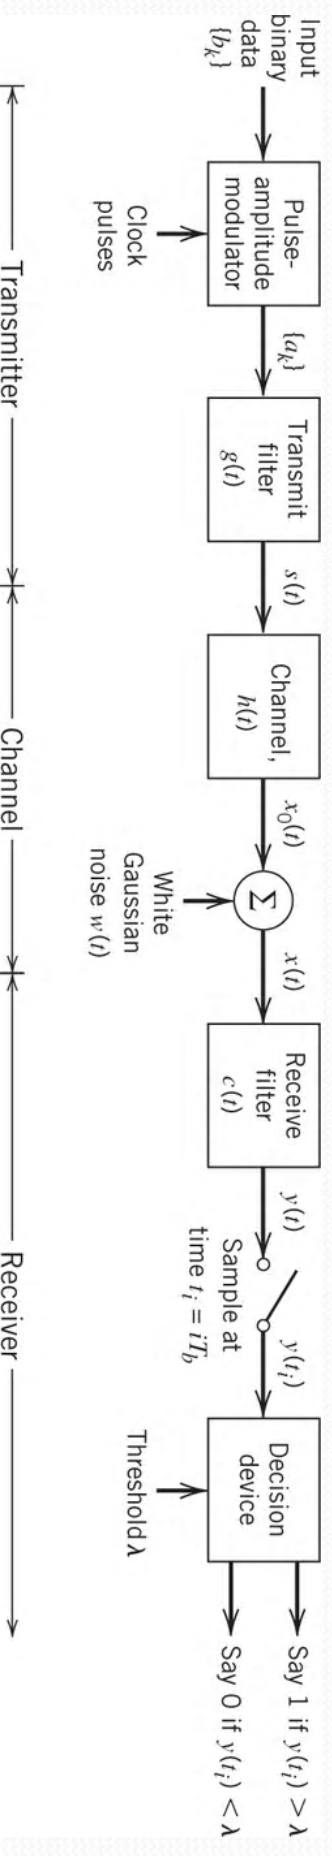 Input
binary
data
{b_k}
Pulse-
amplitude
modulator
Clock
pulses
{a_k}
Transmit
filter
g(t)
s(t)
Channel,
h(t)
x_0(t)
Σ
White
Gaussian
noise w(t)
x(t)
Receive
filter
c(t)
y(t)
Sample at
time t_i = iT_b
y(t_i)
Decision
device
Threshold λ
Say 1 if y(t_i) > λ
Say 0 if y(t_i) < λ
Transmitter
Channel
Receiver